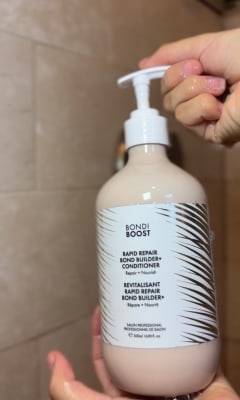 BONDI
BOOST
RAPID REPAIR
BOND BUILDER+
CONDITIONER
Repair + Nourish
REVITALISANT
RAPID REPAIR
BOND BUILDER+
Répare + Nourrit
SALON PROFESSIONAL
PROFESSIONNEL DE SALON